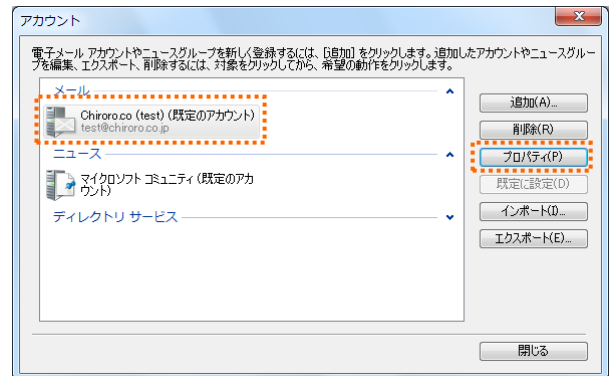 アカウント
電子メール アカウントやニュースグループを新しく登録するには、[追加] をクリックします。追加したアカウントやニュースグルー
プを編集、エクスポート、削除するには、対象をクリックしてから、希望の動作をクリックします。
メール
Chiroro.co (test) (既定のアカウント)
test@chiroro.co.jp
ニュース
マイクロソフト コミュニティ (既定のアカ
ウント)
ディレクトリ サービス
追加(A)...
削除(R)
プロパティ(P)
既定に設定(D)
インポート(I)...
エクスポート(E)...
閉じる